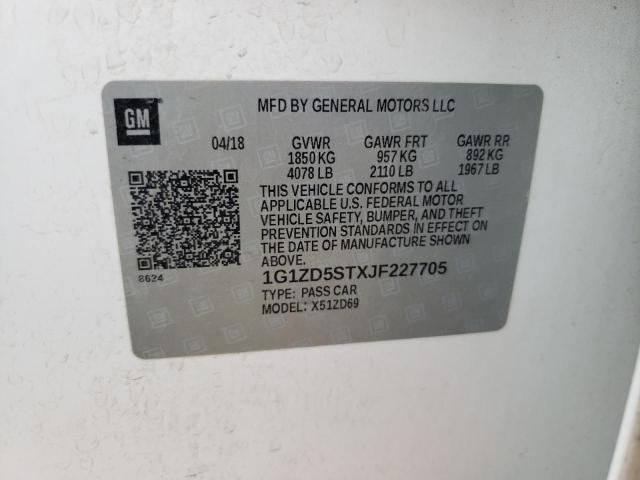 GM
MFD BY GENERAL MOTORS LLC
04/18 GVWR GAWR FRT GAWR RR
1850 KG 957 KG 892 KG
4078 LB 2110 LB 1967 LB
THIS VEHICLE CONFORMS TO ALL
APPLICABLE U.S. FEDERAL MOTOR
VEHICLE SAFETY, BUMPER, AND THEFT
PREVENTION STANDARDS IN EFFECT ON
THE DATE OF MANUFACTURE SHOWN
ABOVE.
8624
1G1ZD5STXJF227705
TYPE: PASS CAR
MODEL: X51ZD69